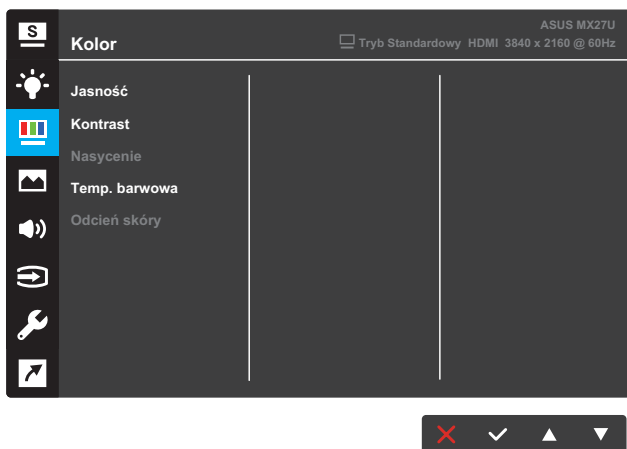 S
ASUS MX27U
Kolor
Tryb Standardowy HDMI 3840 x 2160 @ 60Hz
Jasność
Kontrast
Nasycenie
Temp. barwowa
Odcień skóry